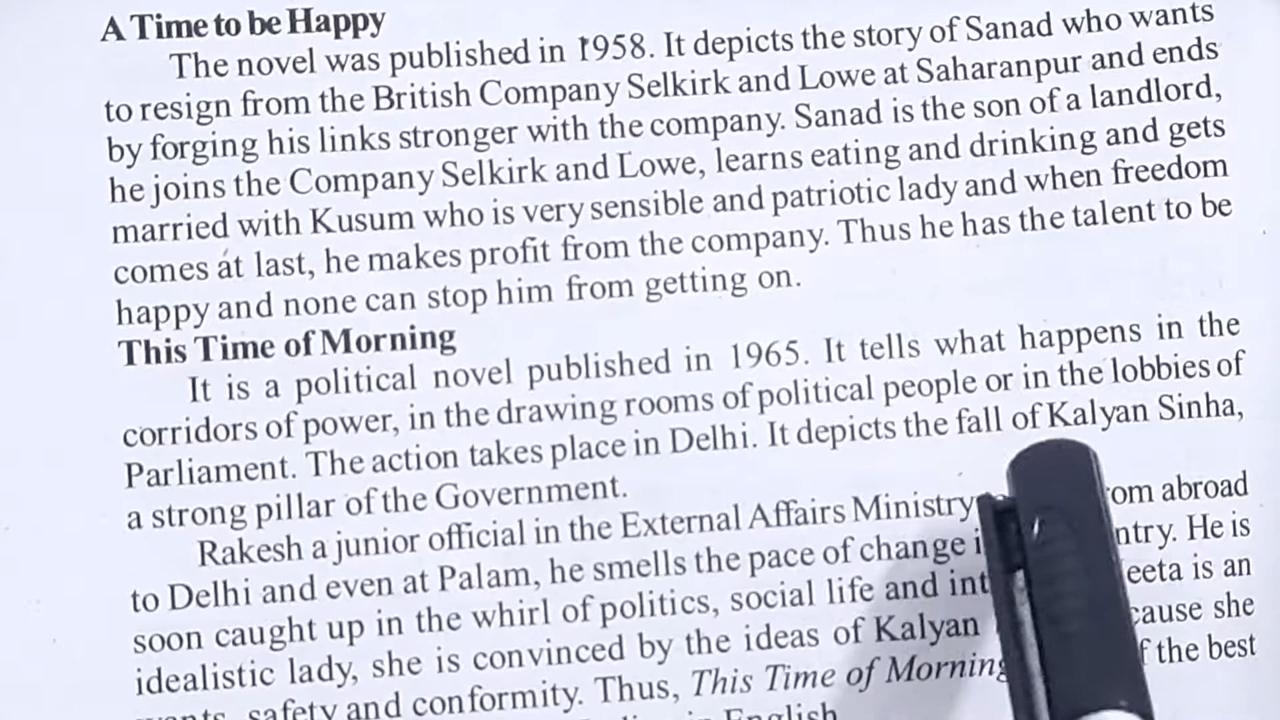 A Time to be Happy
The novel was published in 1958. It depicts the story of Sanad who wants
to resign from the British Company Selkirk and Lowe at Saharanpur and ends
by forging his links stronger with the company. Sanad is the son of a landlord,
he joins the Company Selkirk and Lowe, learns eating and drinking and gets
married with Kusum who is very sensible and patriotic lady and when freedom
comes at last, he makes profit from the company. Thus he has the talent to be
happy and none can stop him from getting on.
This Time of Morning
It is a political novel published in 1965. It tells what happens in the
corridors of power, in the drawing rooms of political people or in the lobbies of
Parliament. The action takes place in Delhi. It depicts the fall of Kalyan Sinha,
a strong pillar of the Government.
Rakesh a junior official in the External Affairs Ministry abroad
to Delhi and even at Palam, he smells the pace of change He is
soon caught up in the whirl of politics, social life and is an
idealistic lady, she is convinced by the ideas of Kalyan she
safety and conformity. Thus, This Time of Morning the best
English